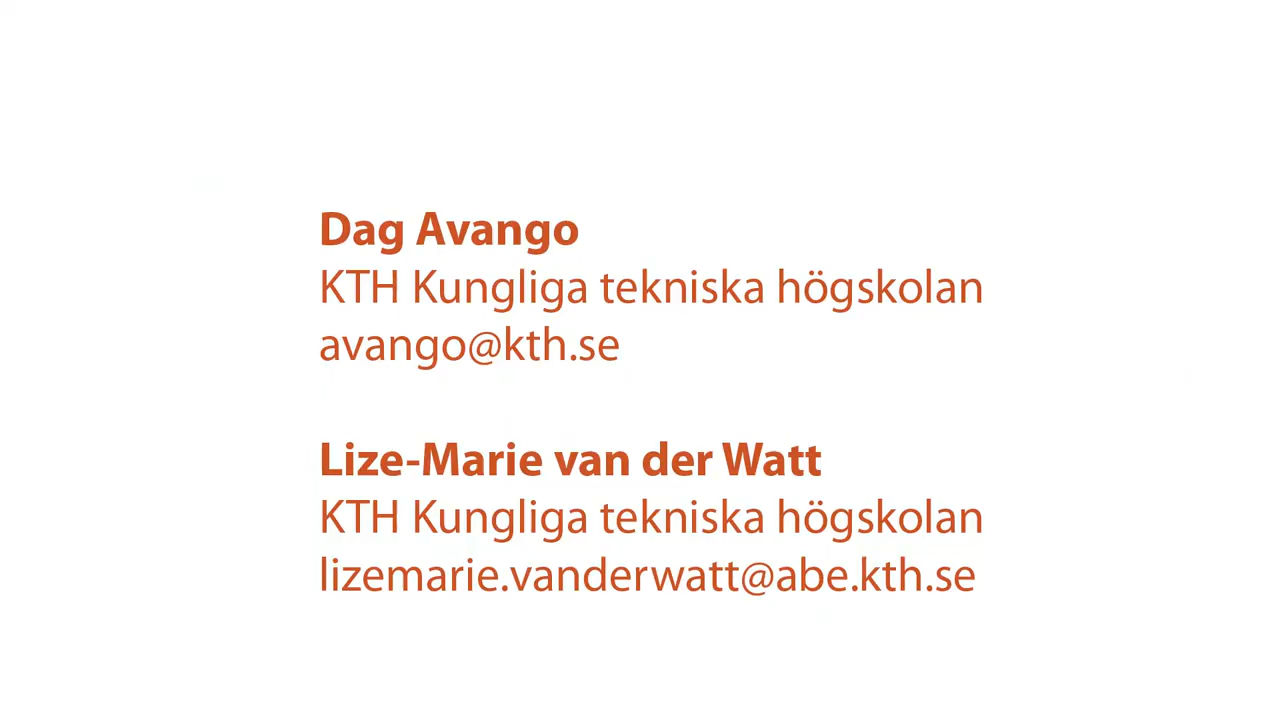 Dag Avango
KTH Kungliga tekniska högskolan
avango@kth.se
Lize-Marie van der Watt
KTH Kungliga tekniska högskolan
lizemarie.vanderwatt@abe.kth.se